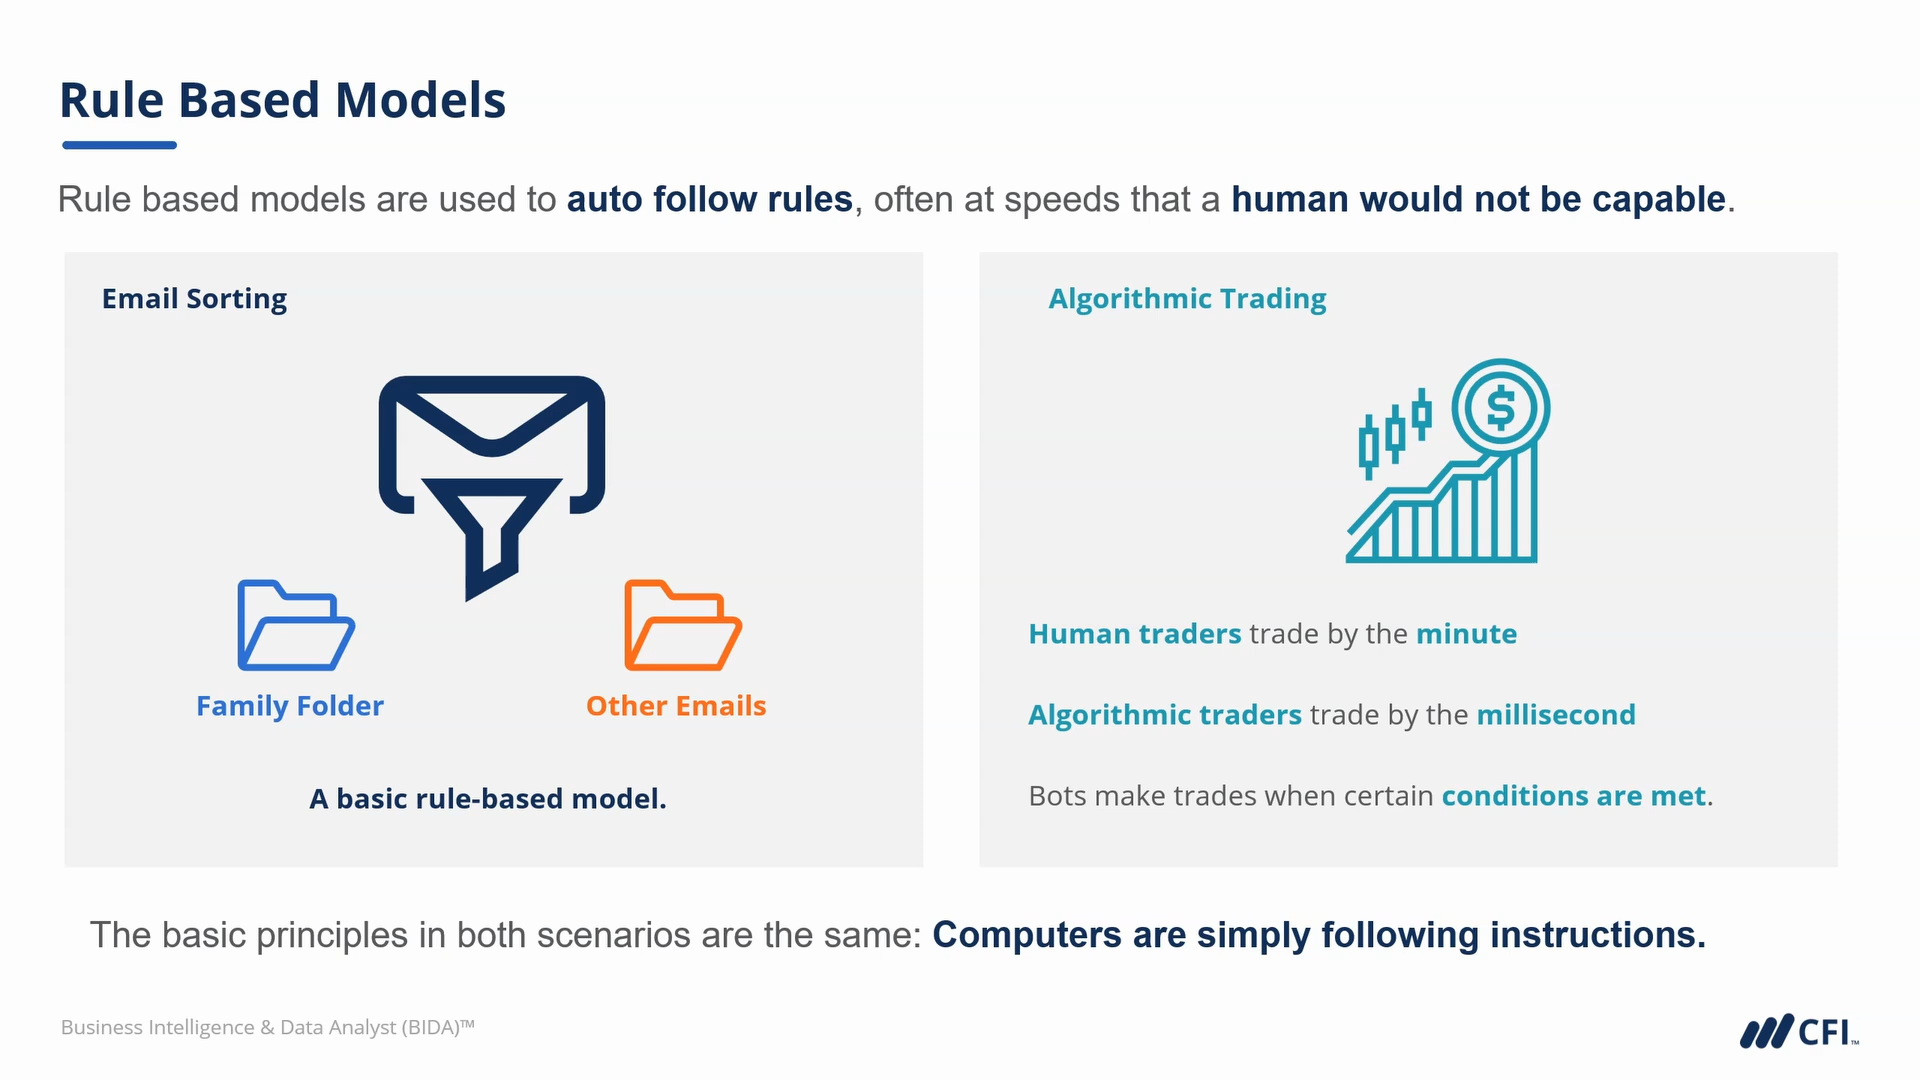 Rule Based Models
Rule based models are used to auto follow rules, often at speeds that a human would not be capable.
Email Sorting
Family Folder
Other Emails
A basic rule-based model.
Algorithmic Trading
$
Human traders trade by the minute
Algorithmic traders trade by the millisecond
Bots make trades when certain conditions are met.
The basic principles in both scenarios are the same: Computers are simply following instructions.
Business Intelligence & Data Analyst (BIDA)™
CFI™